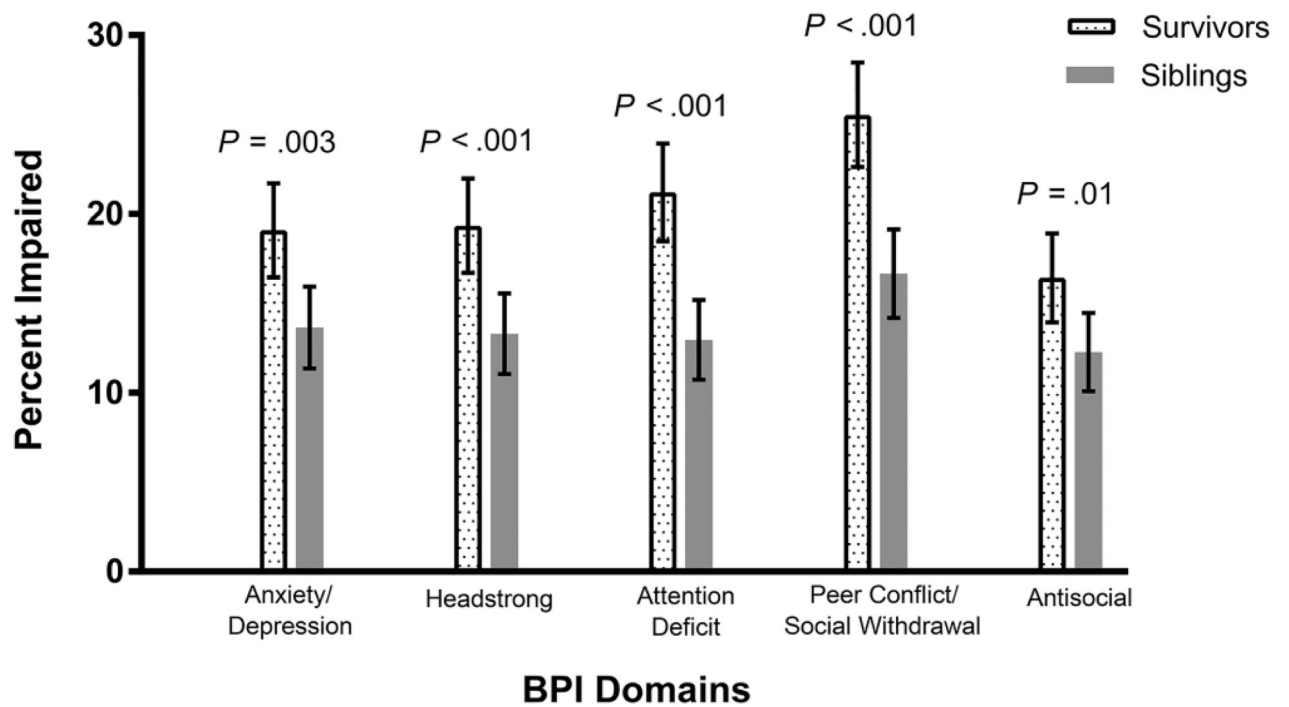 30
20
10
0
Percent Impaired
P = .003
P < .001
P < .001
P < .001
P = .01
Survivors
Siblings
Anxiety/
Depression
Headstrong
Attention
Deficit
Peer Conflict/
Social Withdrawal
Antisocial
BPI Domains